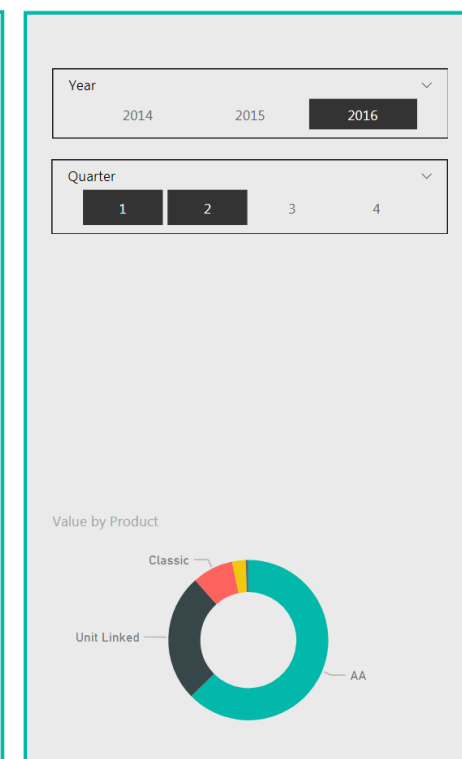 Year
2014 2015 2016
Quarter
1 2 3 4
Value by Product
Classic
Unit Linked
AA